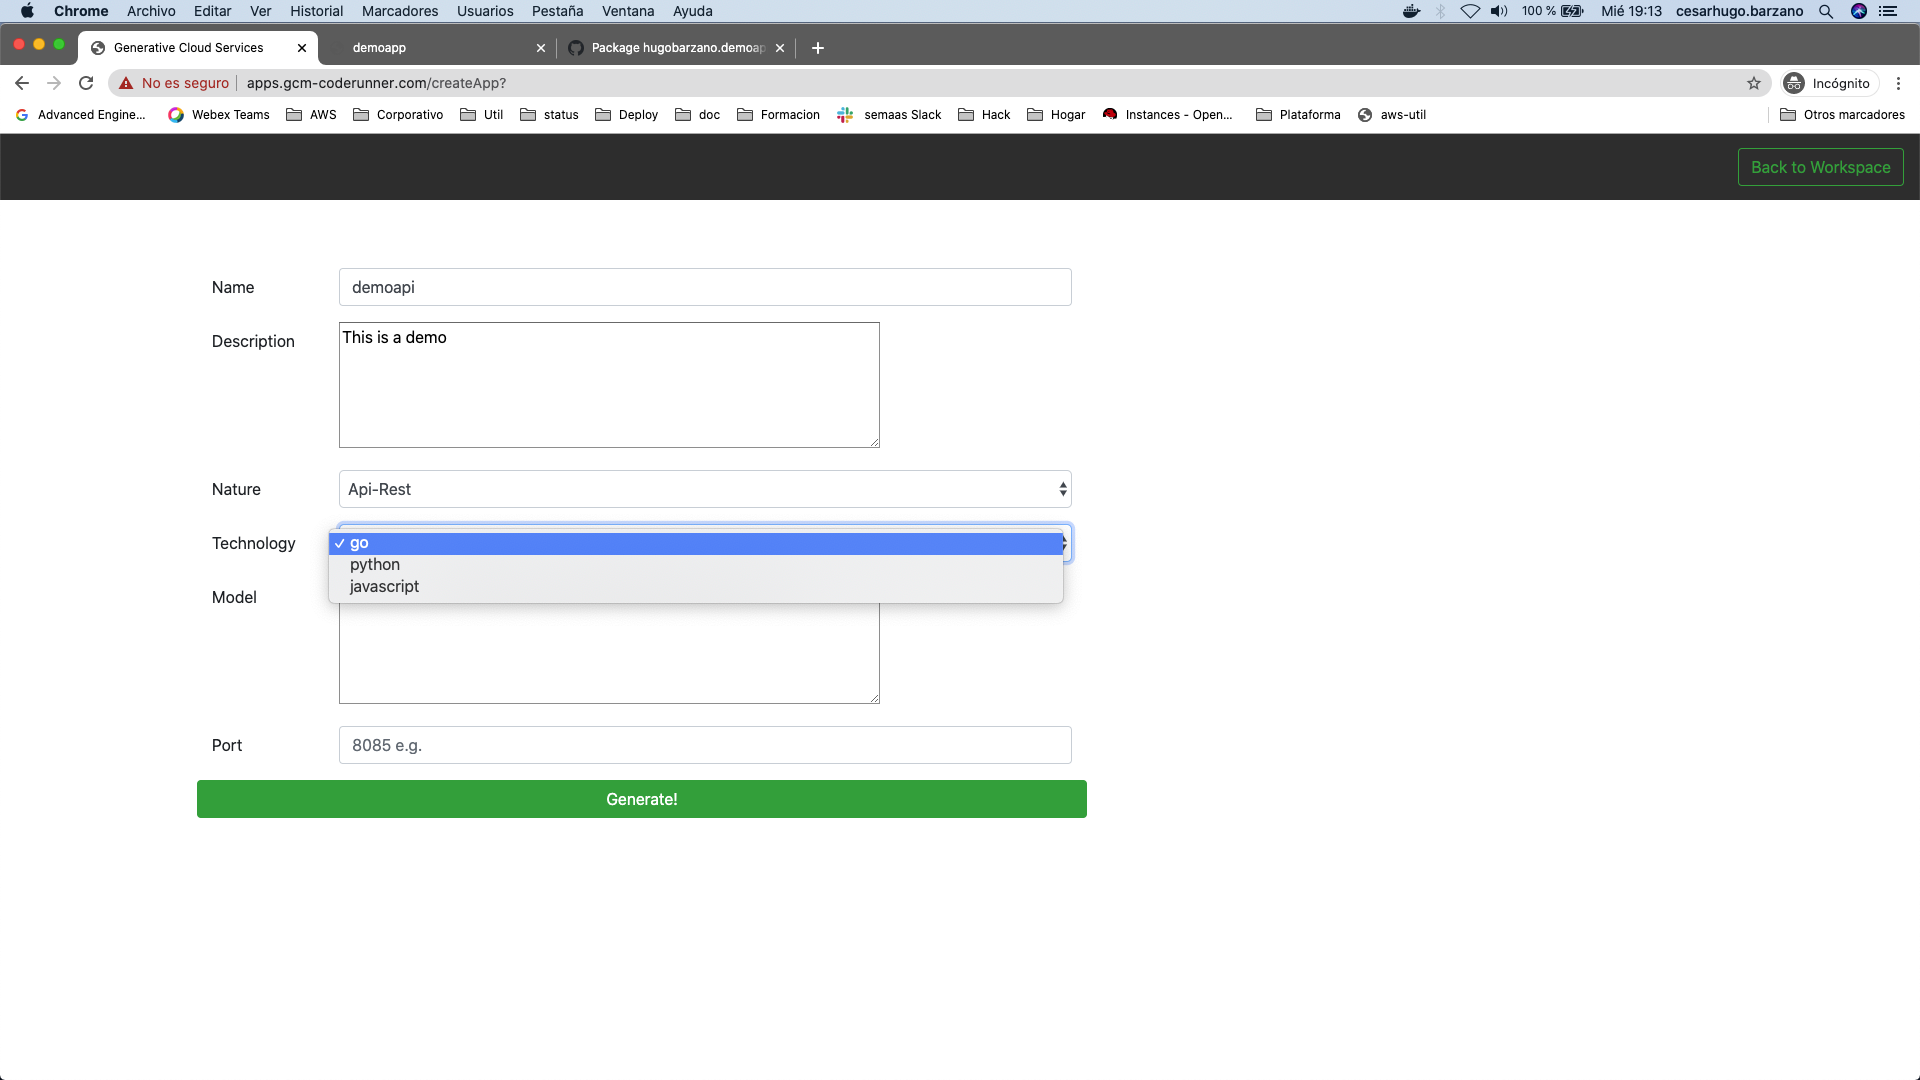 Chrome Archivo Editar Ver Historial Marcadores Usuarios Pestaña Ventana Ayuda 100 % Mié 19:13 cesarhugo.barzano
Generative Cloud Services demoapp Package hugobarzano.demoap
No es seguro apps.gcm-coderunner.com/createApp? Incógnito
Advanced Engine... Webex Teams AWS Corporativo Util status Deploy doc Formacion semaas Slack Hack Hogar Instances - Open... Plataforma aws-util Otros marcadores
Back to Workspace
Name demoapi
Description This is a demo
Nature Api-Rest
Technology go
python
javascript
Model
Port 8085 e.g.
Generate!